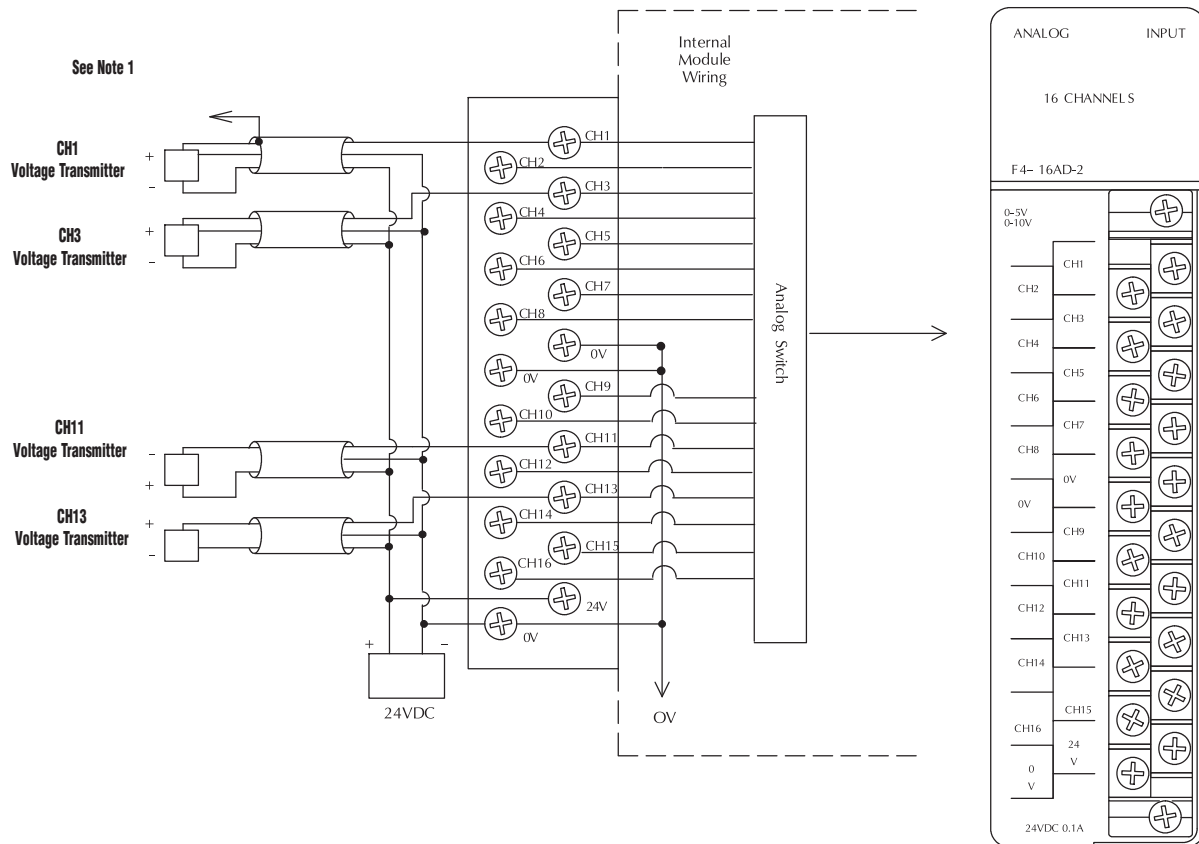 See Note 1
CH1
Voltage Transmitter
+
–
CH3
Voltage Transmitter
+
–
CH11
Voltage Transmitter
–
+
CH13
Voltage Transmitter
+
–
+
–
24VDC
Internal
Module
Wiring
CH1
CH2
CH3
CH4
CH5
CH6
CH7
CH8
0V
0V
CH9
CH10
CH11
CH12
CH13
CH14
CH15
CH16
24V
0V
Analog Switch
OV
ANALOG INPUT
16 CHANNELS
F4–16AD-2
0–5V
0–10V
CH1
CH2
CH3
CH4
CH5
CH6
CH7
CH8
0V
0V
CH9
CH10
CH11
CH12
CH13
CH14
CH15
CH16
24
V
0
V
24VDC 0.1A